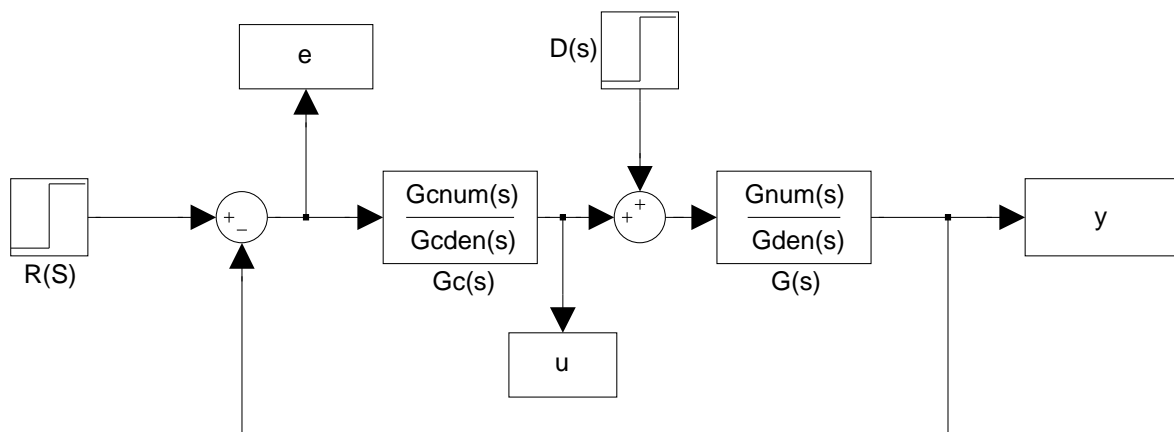 e
D(s)
R(S)
+
−
Gcnum(s)
Gcden(s)
Gc(s)
+
+
Gnum(s)
Gden(s)
G(s)
y
u